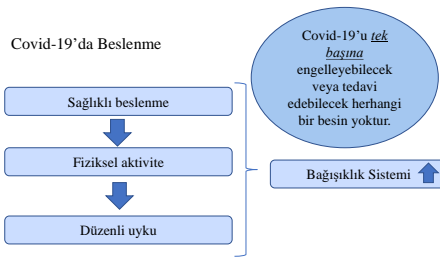 Covid-19’da Beslenme
Covid-19’u tek
başına
engelleyebilecek
veya tedavi
edebilecek herhangi
bir besin yoktur.
Sağlıklı beslenme
Fiziksel aktivite
Düzenli uyku
Bağışıklık Sistemi